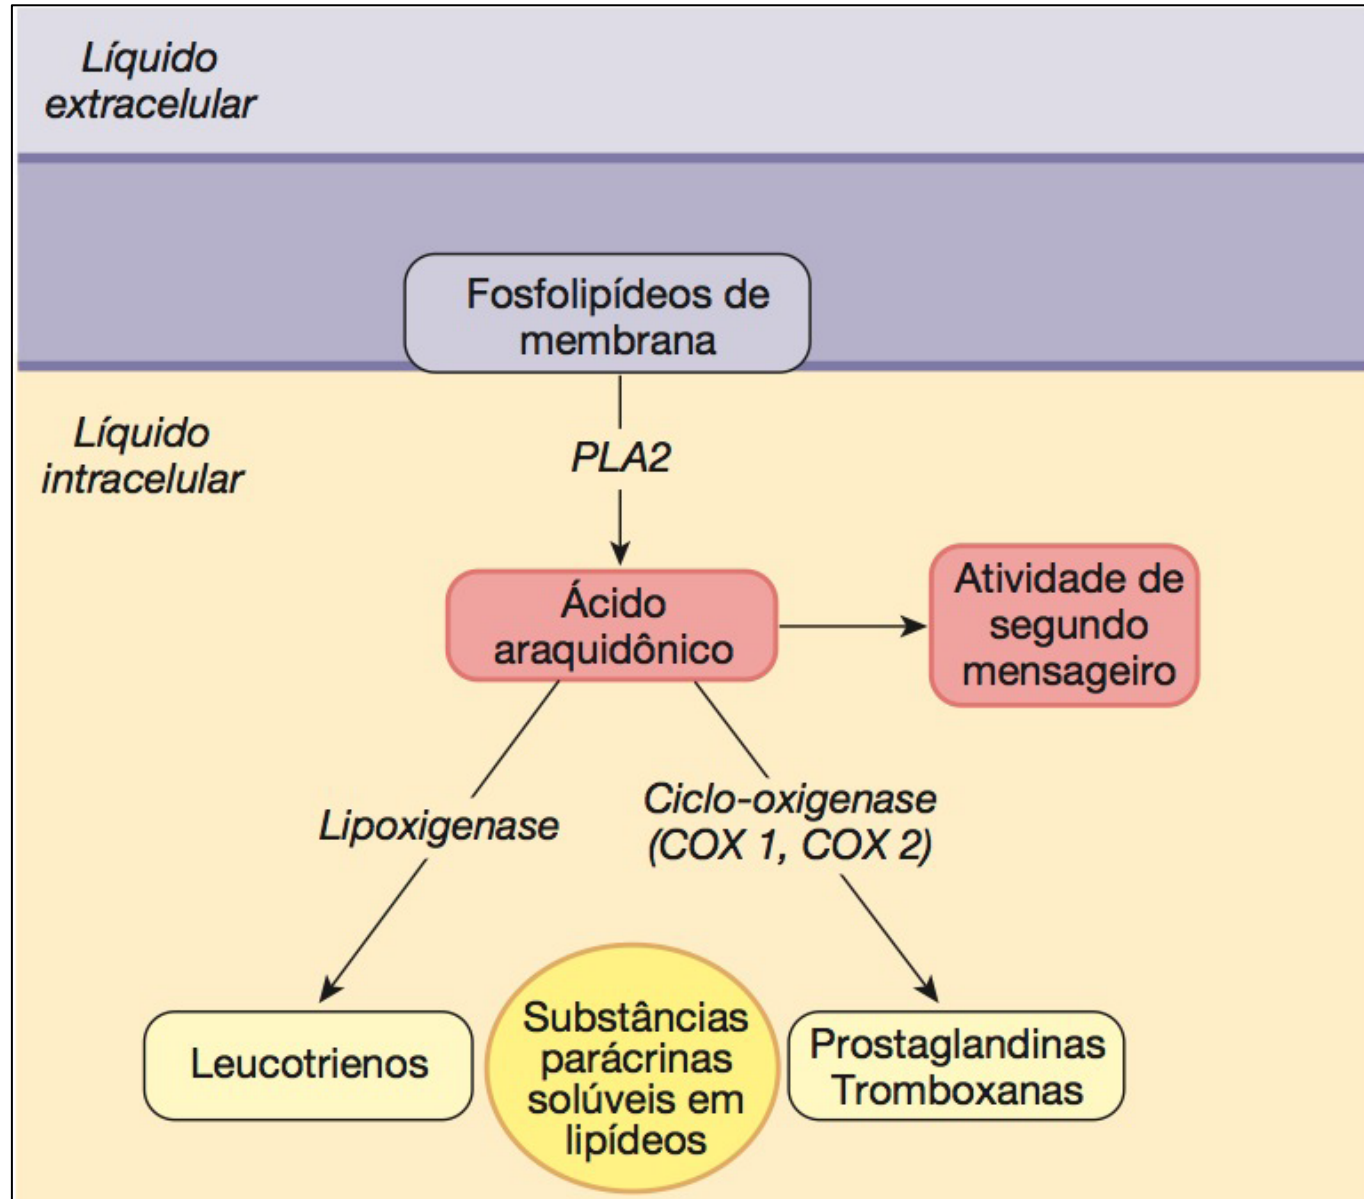 Líquido
extracelular
Fosfolipídeos de
membrana
Líquido
intracelular
PLA2
Ácido
araquidônico
Atividade de
segundo
mensageiro
Lipoxigenase
Ciclo-oxigenase
(COX 1, COX 2)
Leucotrienos
Substâncias
parácrinas
solúveis em
lipídeos
Prostaglandinas
Tromboxanas